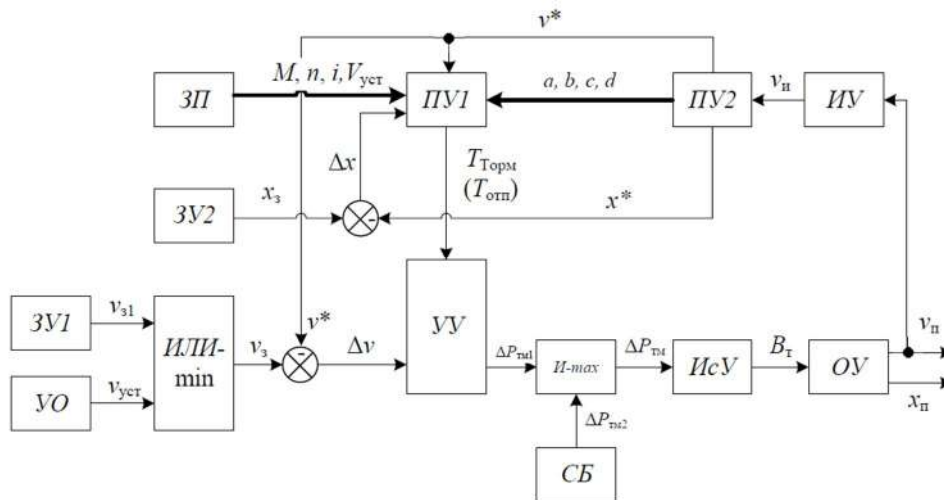 v*
M, n, i, Vуст
a, b, c, d
vи
ЗП
ПУ1
ПУ2
ИУ
Δx
TТорм
(Tотп)
xз
x*
ЗУ2
-
-
ЗУ1
vз1
ИЛИ-
min
vз
v*
-
Δv
УУ
ΔPтм1
И-max
ΔPтм
ИсУ
Bт
ОУ
vп
xп
УО
vуст
ΔPтм2
СБ